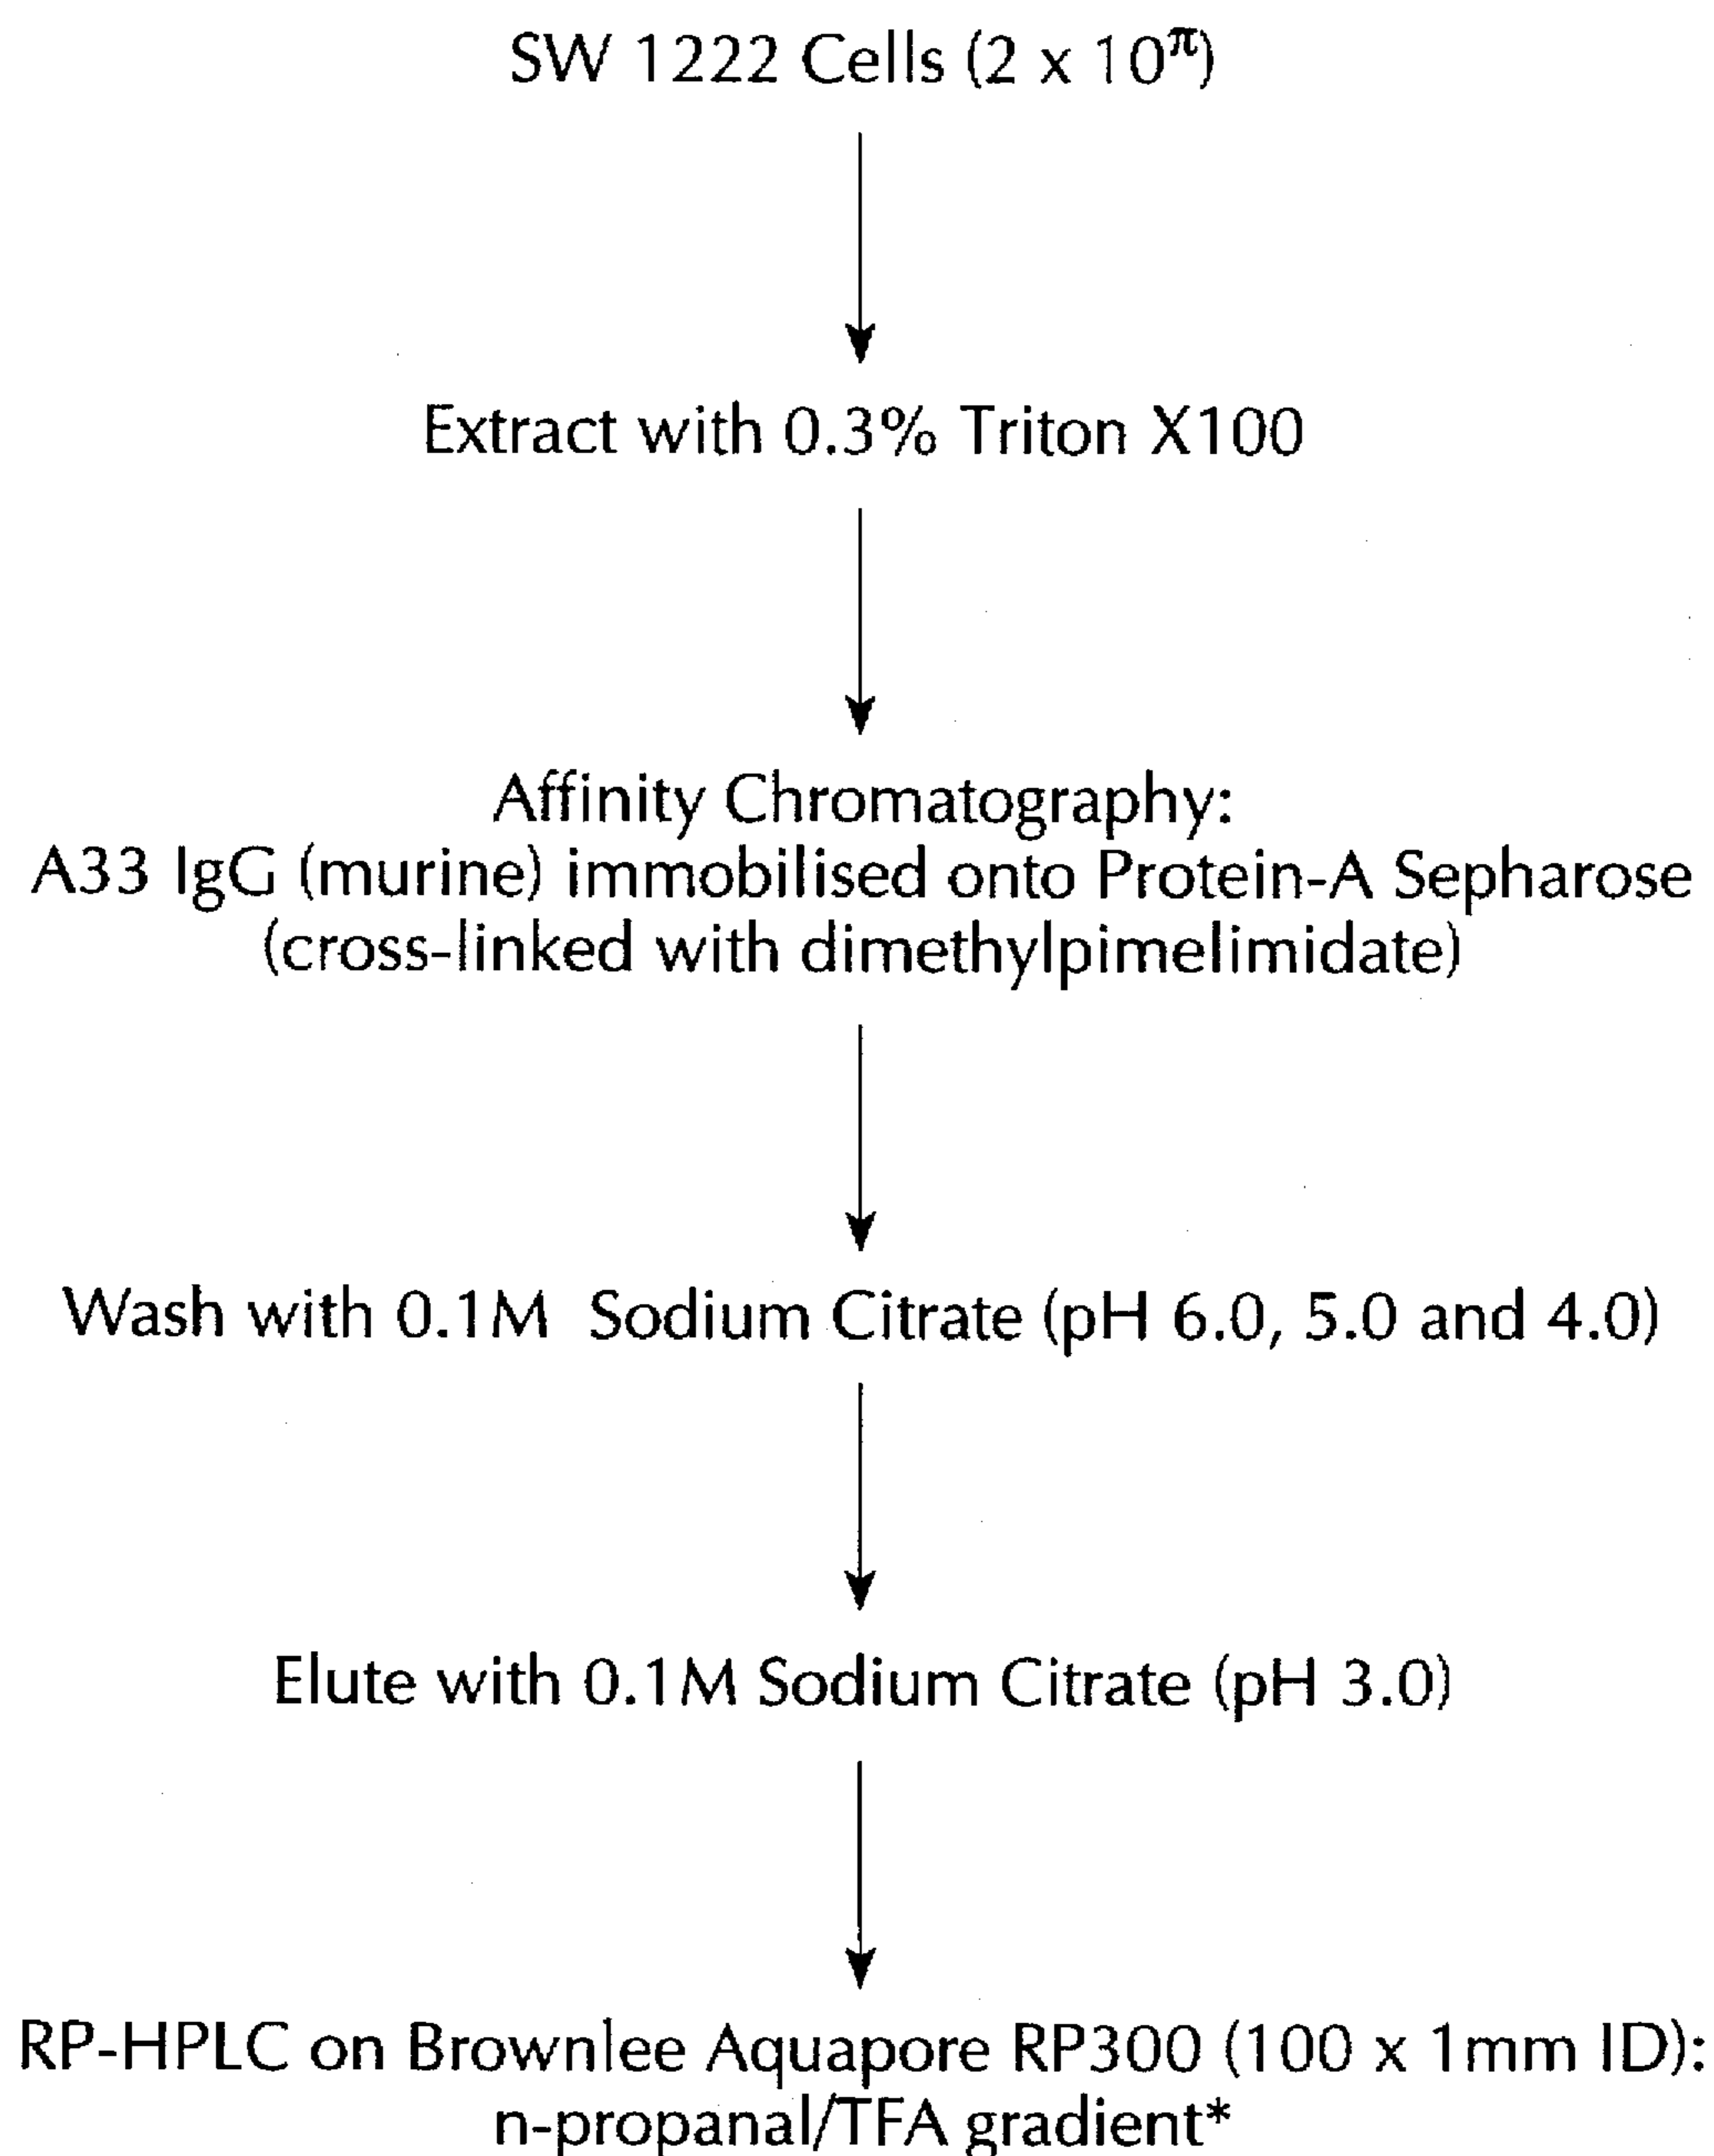 SW 1222 Cells (2 x 10^π)
Extract with 0.3% Triton X100
Affinity Chromatography:
A33 IgG (murine) immobilised onto Protein-A Sepharose
(cross-linked with dimethylpimelimidate)
Wash with 0.1M Sodium Citrate (pH 6.0, 5.0 and 4.0)
Elute with 0.1M Sodium Citrate (pH 3.0)
RP-HPLC on Brownlee Aquapore RP300 (100 x 1mm ID):
n-propanal/TFA gradient*